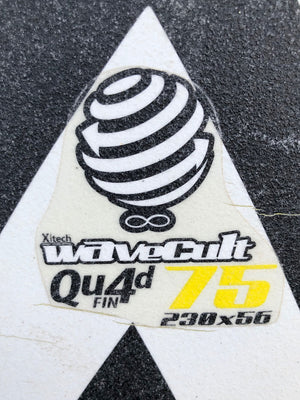 Xitech
waveCult
Qu4d 75
FIN
230x56